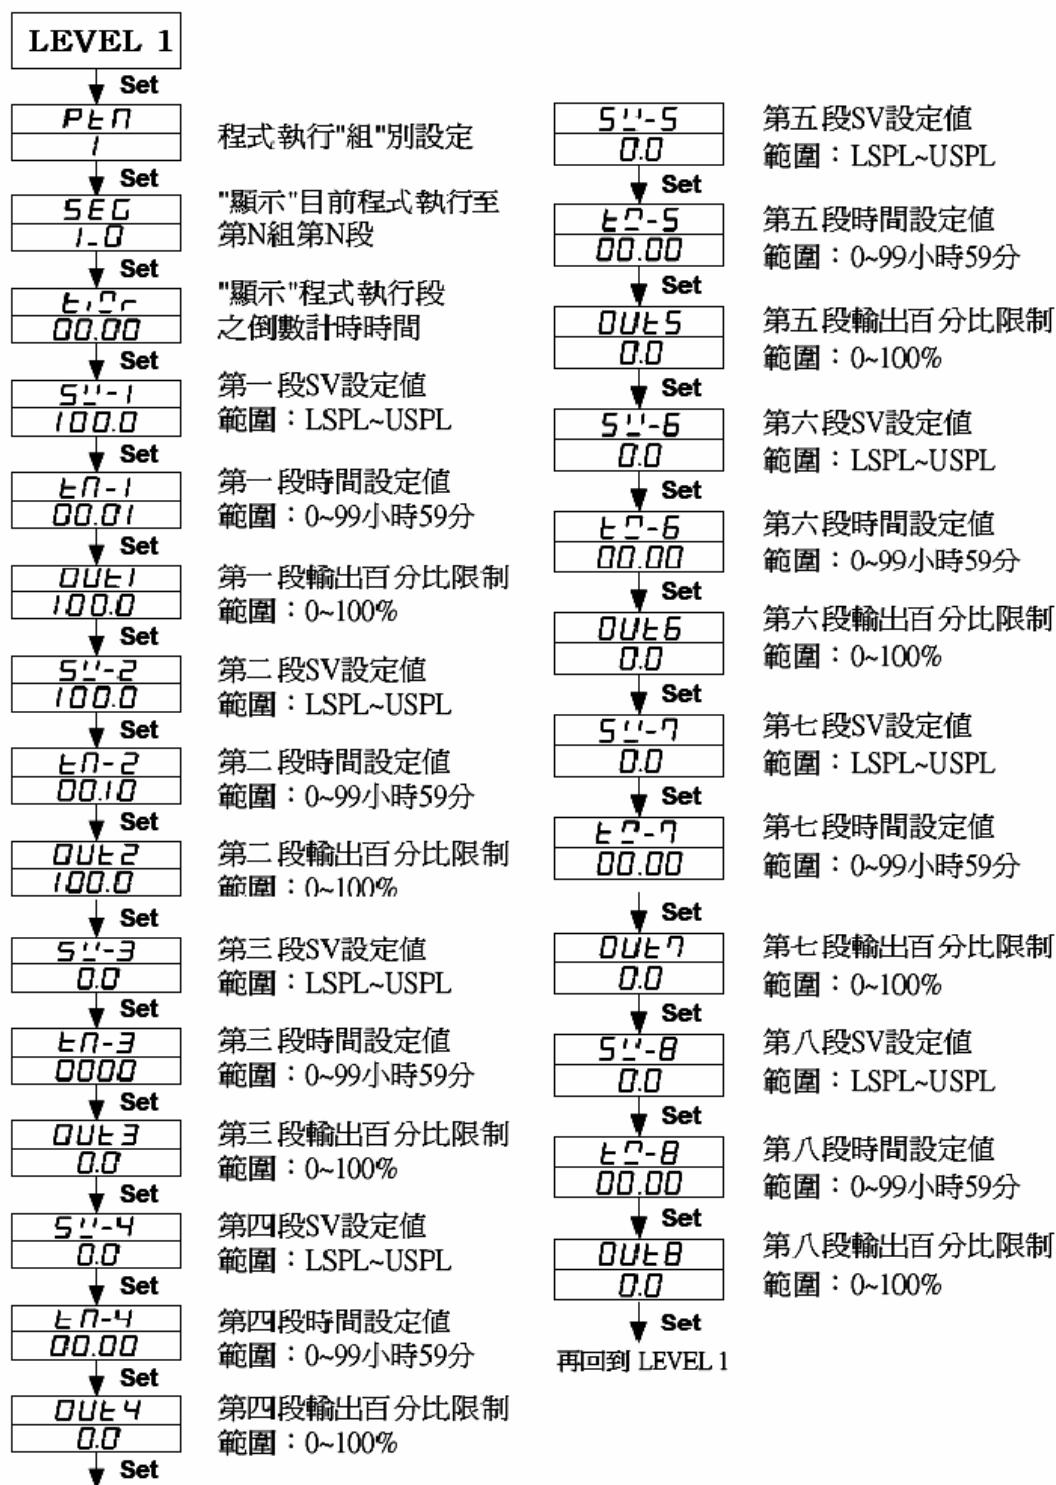 LEVEL 1
Set
PtM
1
程式執行"組"別設定
Set
SEG
1_0
"顯示"目前程式執行至
第N組第N段
Set
timr
00.00
"顯示"程式執行段
之倒數計時時間
Set
SV-1
100.0
第一段SV設定值
範圍：LSPL~USPL
Set
tM-1
00.01
第一段時間設定值
範圍：0~99小時59分
Set
OUt1
100.0
第一段輸出百分比限制
範圍：0~100%
Set
SV-2
100.0
第二段SV設定值
範圍：LSPL~USPL
Set
tM-2
00.10
第二段時間設定值
範圍：0~99小時59分
Set
OUt2
100.0
第二段輸出百分比限制
範圍：0~100%
Set
SV-3
0.0
第三段SV設定值
範圍：LSPL~USPL
Set
tM-3
0000
第三段時間設定值
範圍：0~99小時59分
Set
OUt3
0.0
第三段輸出百分比限制
範圍：0~100%
Set
SV-4
0.0
第四段SV設定值
範圍：LSPL~USPL
Set
tM-4
00.00
第四段時間設定值
範圍：0~99小時59分
Set
OUt4
0.0
第四段輸出百分比限制
範圍：0~100%
Set
SV-5
0.0
第五段SV設定值
範圍：LSPL~USPL
Set
tM-5
00.00
第五段時間設定值
範圍：0~99小時59分
Set
OUt5
0.0
第五段輸出百分比限制
範圍：0~100%
Set
SV-6
0.0
第六段SV設定值
範圍：LSPL~USPL
Set
tM-6
00.00
第六段時間設定值
範圍：0~99小時59分
Set
OUt6
0.0
第六段輸出百分比限制
範圍：0~100%
Set
SV-7
0.0
第七段SV設定值
範圍：LSPL~USPL
Set
tM-7
00.00
第七段時間設定值
範圍：0~99小時59分
Set
OUt7
0.0
第七段輸出百分比限制
範圍：0~100%
Set
SV-8
0.0
第八段SV設定值
範圍：LSPL~USPL
Set
tM-8
00.00
第八段時間設定值
範圍：0~99小時59分
Set
OUt8
0.0
第八段輸出百分比限制
範圍：0~100%
Set
再回到 LEVEL 1